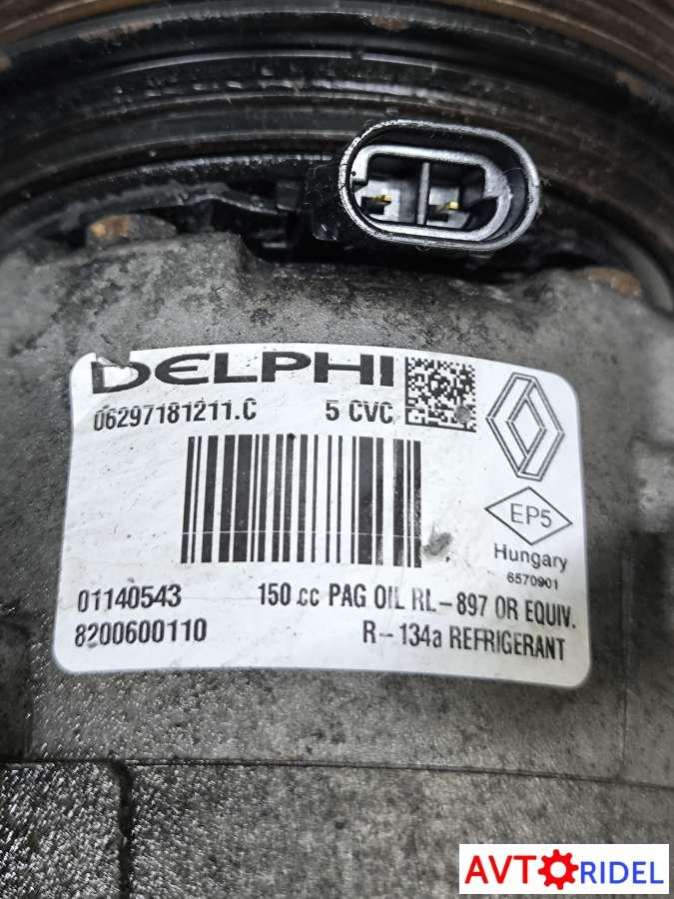 DELPHI
06297181211.C 5 CVC
EP5
Hungary
6570901
01140543 150 cc PAG OIL RL-897 OR EQUIV.
8200600110 R-134a REFRIGERANT
AVTORIDEL